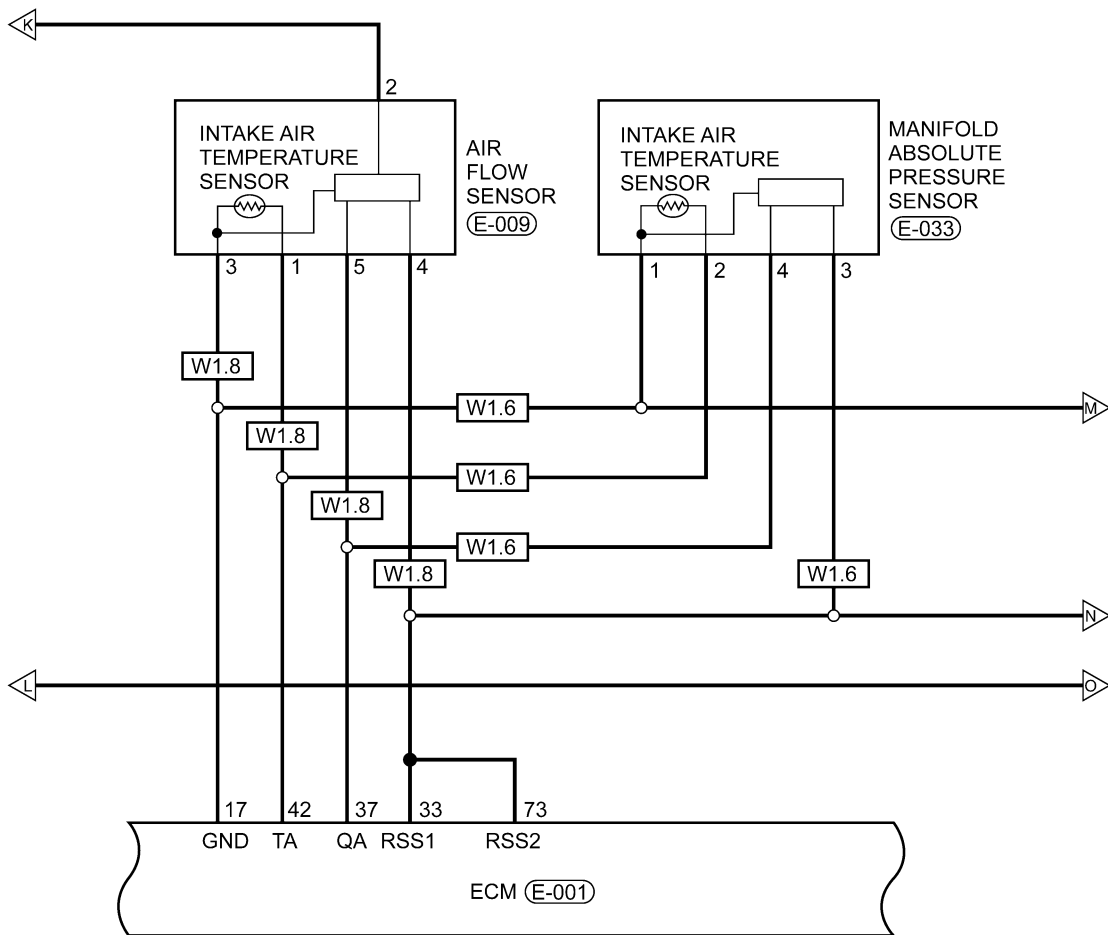 K
2
INTAKE AIR
TEMPERATURE
SENSOR
AIR
FLOW
SENSOR
E-009
INTAKE AIR
TEMPERATURE
SENSOR
MANIFOLD
ABSOLUTE
PRESSURE
SENSOR
E-033
3 1 5 4
1 2 4 3
W1.8
W1.6
M
W1.8
W1.6
W1.8
W1.6
W1.8
W1.6
N
L
O
17 42 37 33 73
GND TA QA RSS1 RSS2
ECM E-001